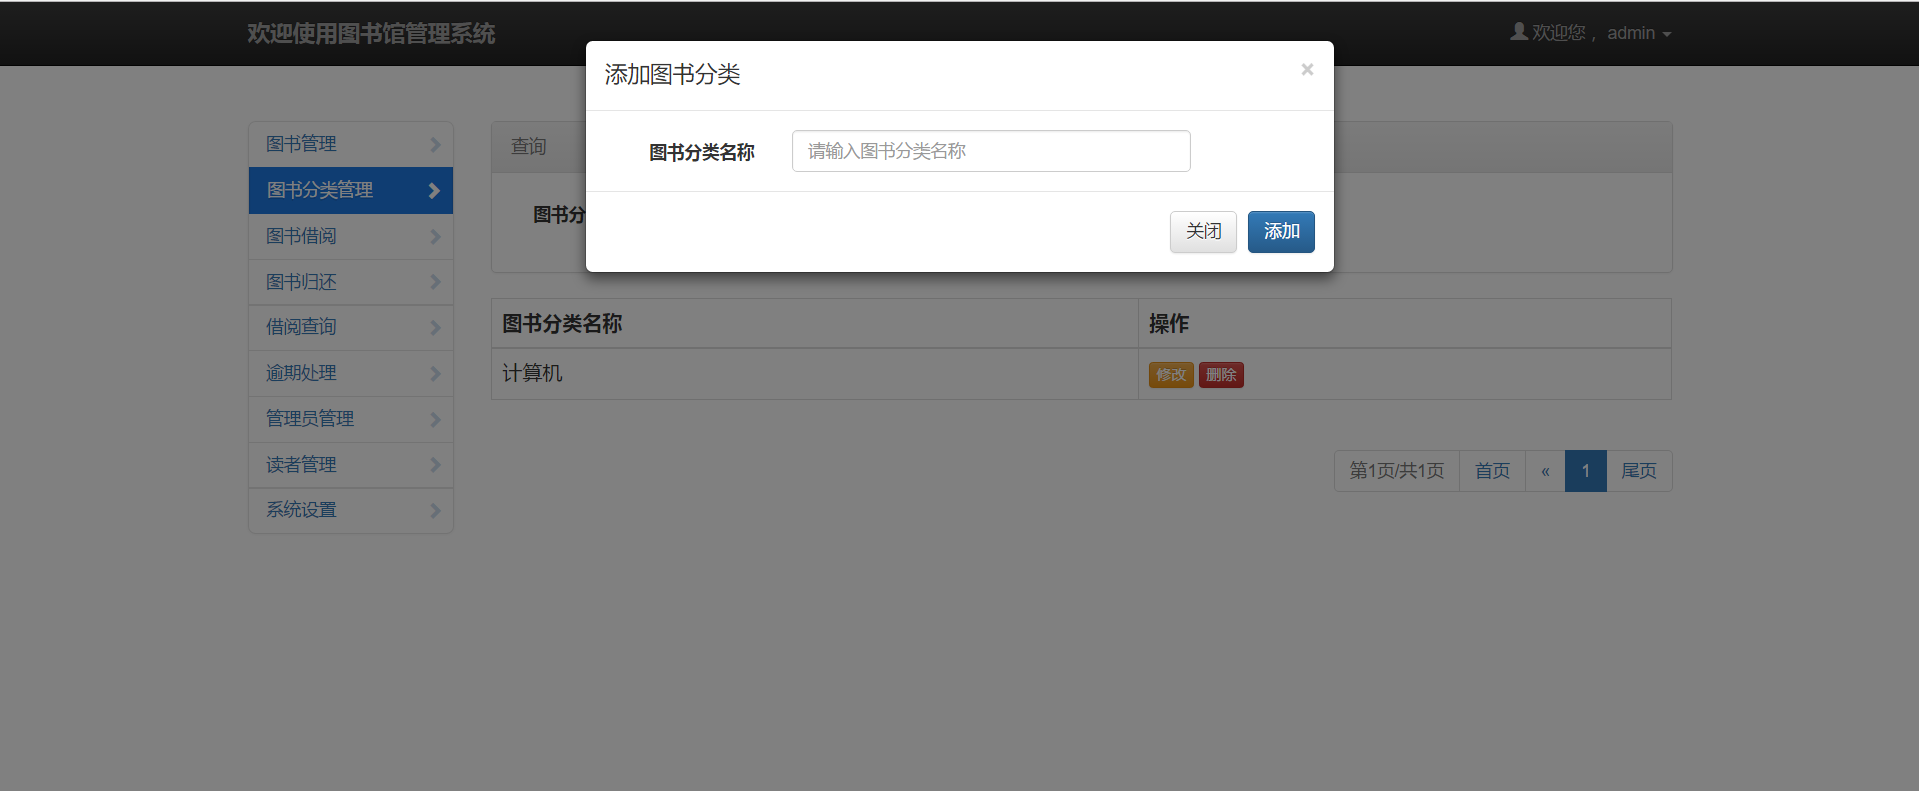 欢迎使用图书馆管理系统
欢迎您， admin
添加图书分类
×
图书分类名称
请输入图书分类名称
关闭
添加
图书管理
图书分类管理
图书借阅
图书归还
借阅查询
逾期处理
管理员管理
读者管理
系统设置
查询
图书分
图书分类名称 操作
计算机 修改 删除
第1页/共1页 首页 « 1 尾页